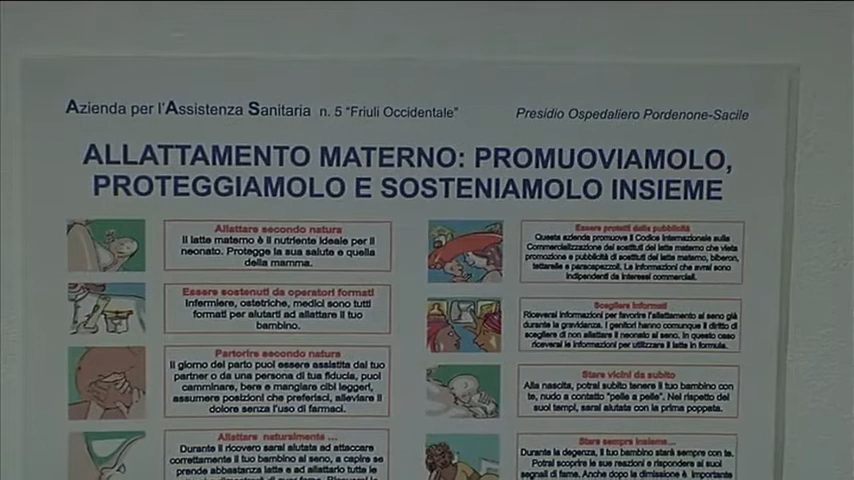 Azienda per l'Assistenza Sanitaria n. 5 "Friuli Occidentale"
Presidio Ospedaliero Pordenone-Sacile
ALLATTAMENTO MATERNO: PROMUOVIAMOLO,
PROTEGGIAMOLO E SOSTENIAMOLO INSIEME
Allattare secondo natura
Il latte materno è il nutriente ideale per il
neonato. Protegge la sua salute e quella
della mamma.
Essere sostenuti da operatori formati
Infermiere, ostetriche, medici sono tutti
formati per aiutarti ad allattare il tuo
bambino.
Partorire secondo natura
Il giorno del parto puoi essere assistita dal tuo
partner o da una persona di tua fiducia, puoi
camminare, bere e mangiare cibi leggeri,
assumere posizioni che preferisci, alleviare il
dolore senza l'uso di farmaci.
Allattare naturalmente ...
Durante il ricovero sarai aiutata ad attaccare
correttamente il tuo bambino al seno, a capire se
prende abbastanza latte e ad allattarlo tutte le
Essere protetti dalla pubblicità
Questa azienda promuove il Codice Internazionale sulla
Commercializzazione dei sostituti del latte materno che vieta
promozione e pubblicità di sostituti del latte materno, biberon,
tettarelle e paracapezzoli. Le informazioni che avrai sono
indipendenti da interessi commerciali.
Scegliere informati
Riceverai informazioni per favorire l'allattamento al seno già
durante la gravidanza. I genitori hanno comunque il diritto di
scegliere di non allattare il neonato al seno. In questo caso
riceverai le informazioni per utilizzare il latte in formula.
Stare vicini da subito
Alla nascita, potrai subito tenere il tuo bambino con
te, nudo a contatto "pelle a pelle". Nel rispetto dei
suoi tempi, sarai aiutata con la prima poppata.
Stare sempre insieme...
Durante la degenza, il tuo bambino starà sempre con te.
Potrai scoprire le sue reazioni e rispondere ai suoi
segnali di fame. Anche dopo la dimissione è importante